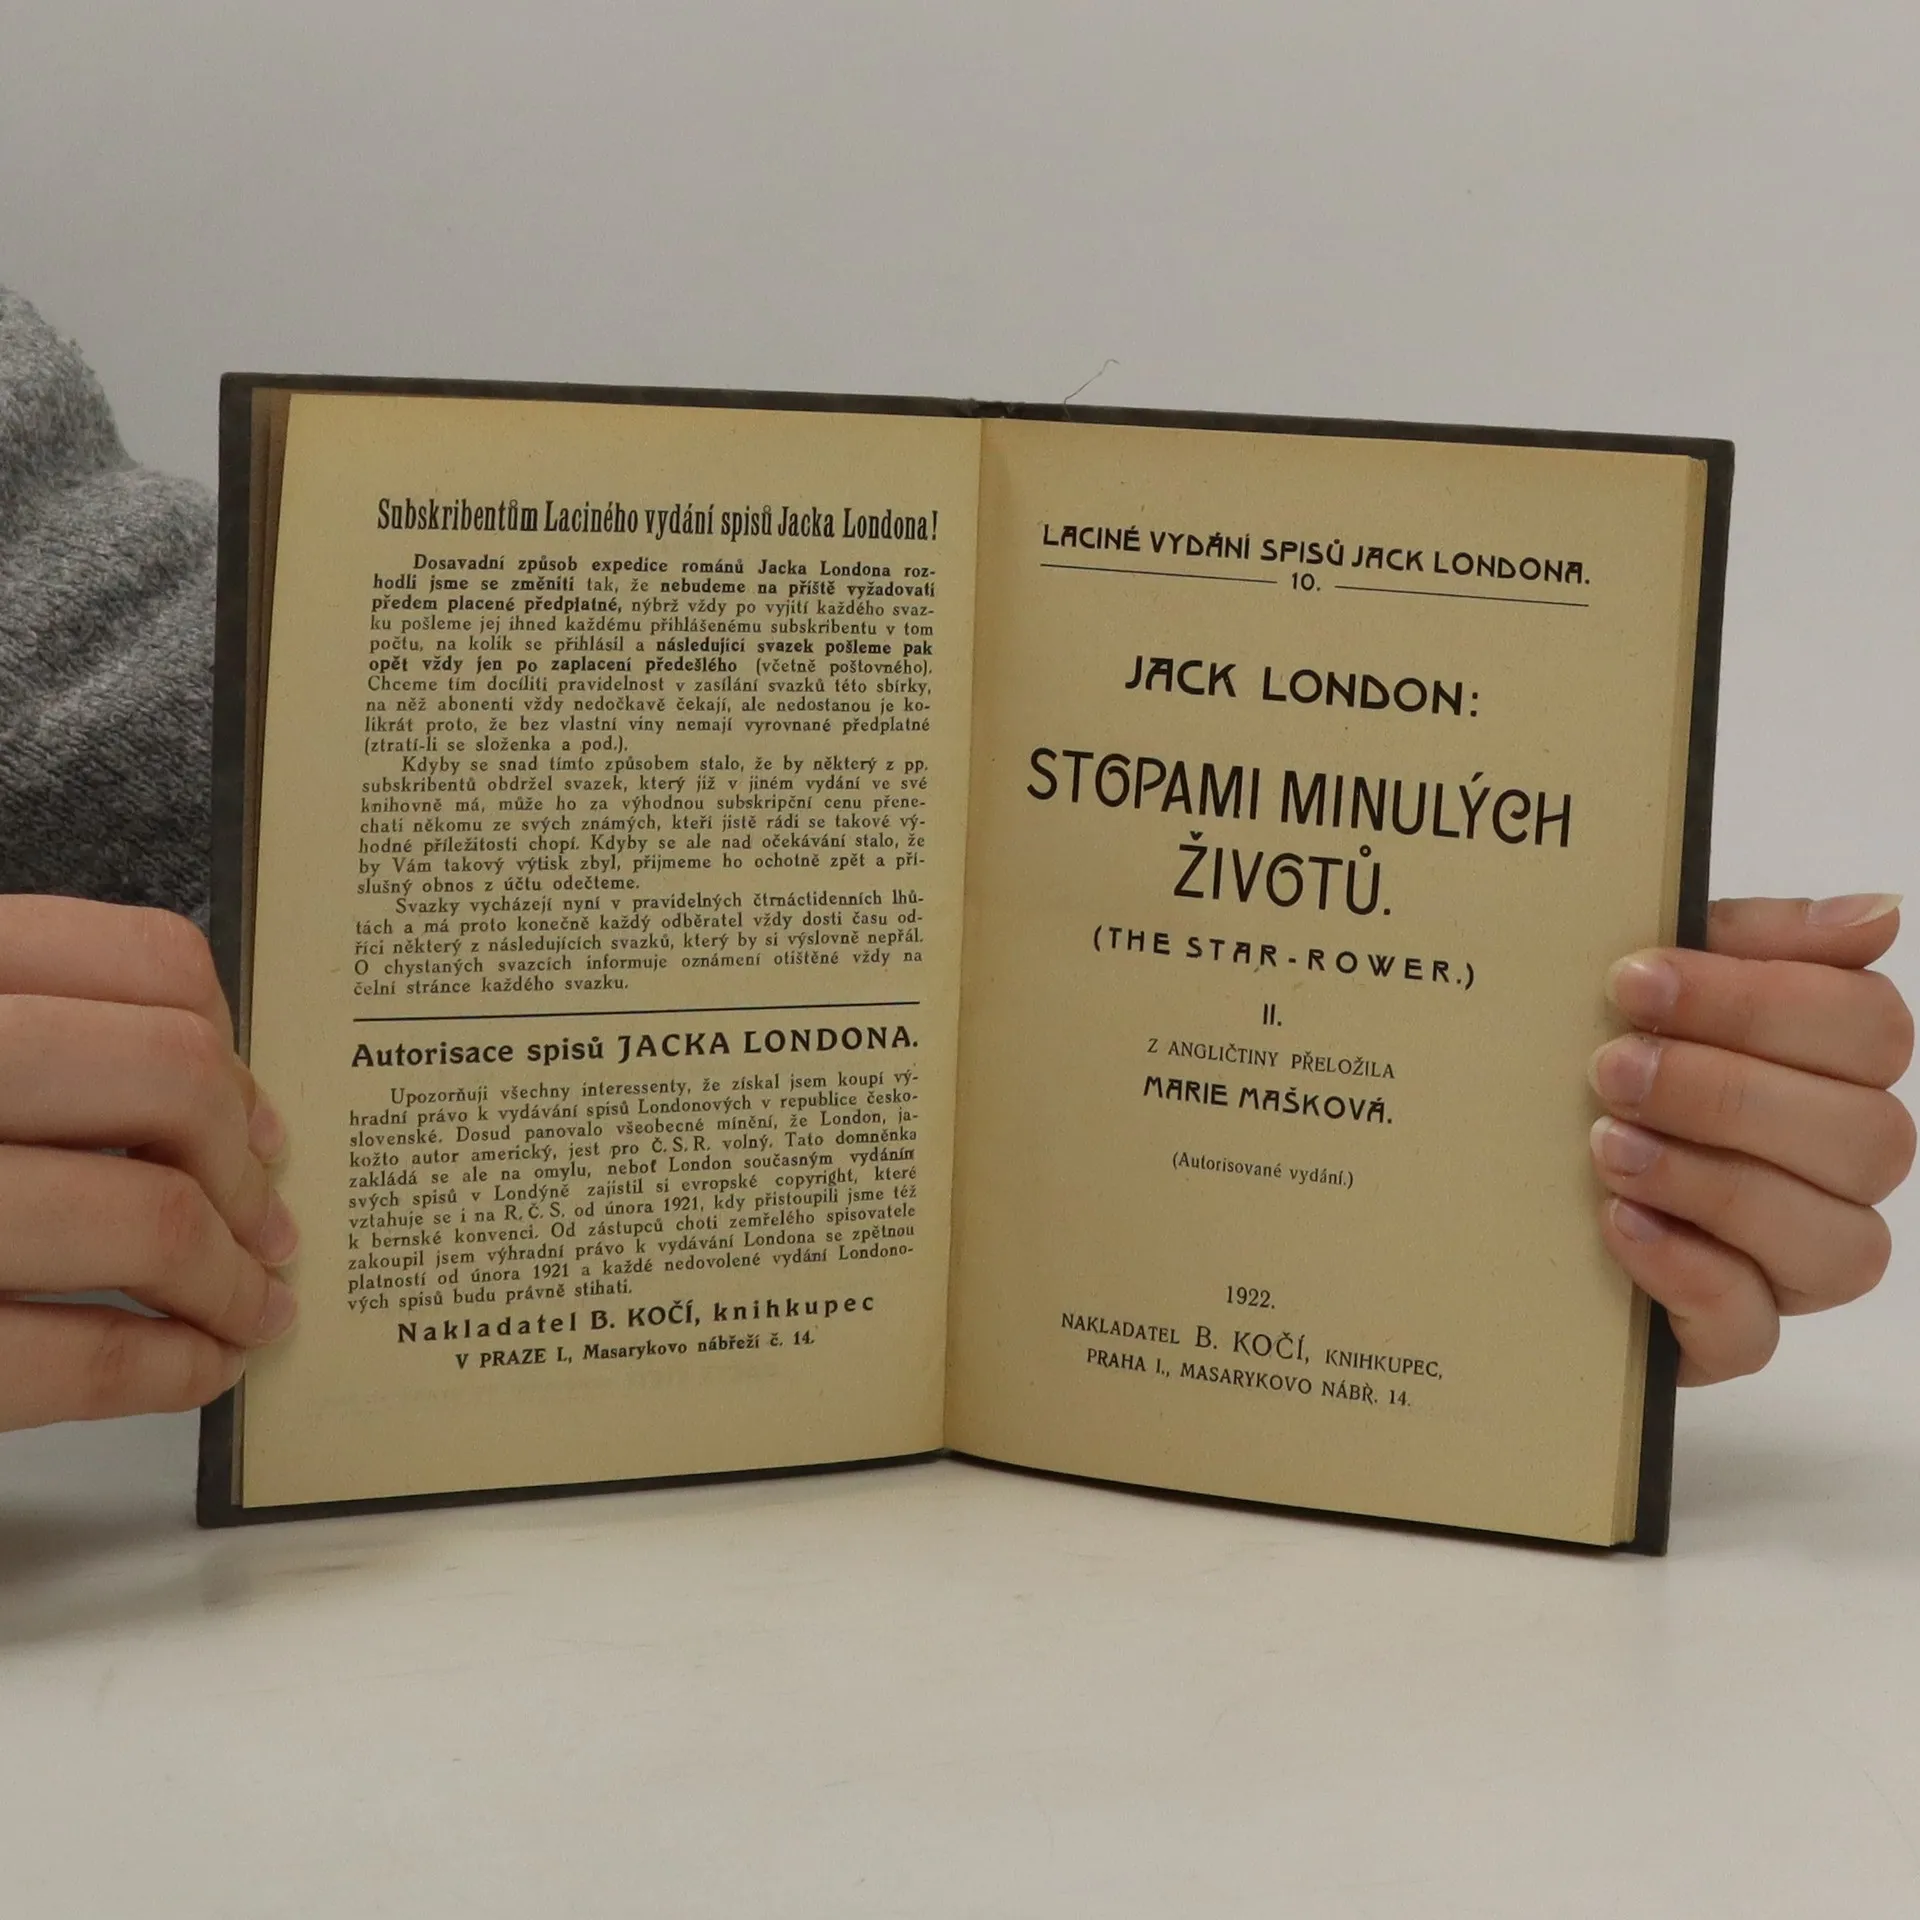 Subskribentům Laciného vydání spisů Jacka Londona!
Dosavadní způsob expedice románů Jacka Londona roz-
hodli jsme se změniti tak, že nebudeme na příště vyžadovati
předem placené předplatné, nýbrž vždy po vyjití každého svaz-
ku pošleme jej ihned každému přihlášenému subskribentu v tom
počtu, na kolik se přihlásil a následující svazek pošleme pak
opět vždy jen po zaplacení předešlého (včetně poštovného).
Chceme tím docíliti pravidelnost v zasílání svazků této sbírky,
na něž abonenti vždy nedočkavě čekají, ale nedostanou je ko-
likrát proto, že bez vlastní viny nemají vyrovnané předplatné
(ztratí-li se složenka a pod.).
Kdyby se snad tímto způsobem stalo, že by některý z pp.
subskribentů obdržel svazek, který již v jiném vydání ve své
knihovně má, může ho za výhodnou subskripční cenu přene-
chati někomu ze svých známých, kteří jistě rádi se takové vý-
hodné příležitosti chopí. Kdyby se ale nad očekávání stalo, že
by Vám takový výtisk zbyl, přijmeme ho ochotně zpět a pří-
slušný obnos z účtu odečteme.
Svazky vycházejí nyní v pravidelných čtrnáctidenních lhů-
tách a má proto konečně každý odběratel vždy dosti času od-
říci některý z následujících svazků, který by si výslovně nepřál.
O chystaných svazcích informuje oznámení otištěné vždy na
čelní stránce každého svazku.
Autorisace spisů JACKA LONDONA.
Upozorňuji všechny interessenty, že získal jsem koupí vý-
hradní právo k vydávání spisů Londonových v republice česko-
slovenské. Dosud panovalo všeobecné mínění, že London, ja-
kožto autor americký, jest pro Č. S. R. volný. Tato domněnka
zakládá se ale na omylu, neboť London současným vydáním
svých spisů v Londýně zajistil si evropské copyright, které
vztahuje se i na R. Č. S. od února 1921, kdy přistoupili jsme též
k bernské konvenci. Od zástupců choti zemřelého spisovatele
zakoupil jsem výhradní právo k vydávání Londona se zpětnou
platností od února 1921 a každé nedovolené vydání Londono-
vých spisů budu právně stihati.
Nakladatel B. KOČÍ, knihkupec
V PRAZE I., Masarykovo nábřeží č. 14.
LACINÉ VYDÁNÍ SPISŮ JACK LONDONA.
10.
JACK LONDON:
STOPAMI MINULÝCH
ŽIVOTŮ.
(THE STAR-ROWER.)
II.
Z ANGLIČTINY PŘELOŽILA
MARIE MAŠKOVÁ.
(Autorisované vydání.)
1922.
NAKLADATEL B. KOČÍ, KNIHKUPEC,
PRAHA I., MASARYKOVO NÁBŘ. 14.